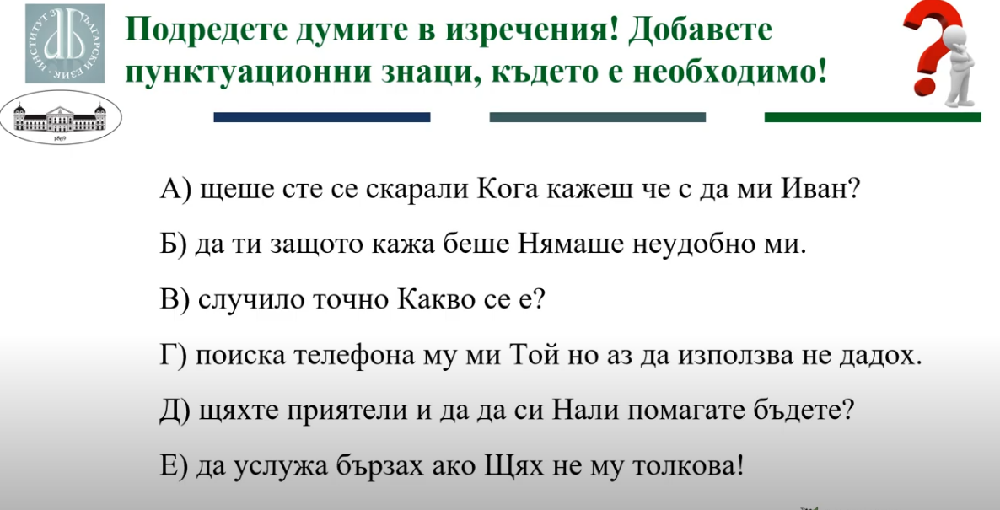 ИНСТИТУТ ЗА БЪЛГАРСКИ ЕЗИК
Подредете думите в изречения! Добавете
пунктуационни знаци, където е необходимо!
1869
А) щеше сте се скарали Кога кажеш че с да ми Иван?
Б) да ти защото кажа беше Нямаше неудобно ми.
В) случило точно Какво се е?
Г) поиска телефона му ми Той но аз да използва не дадох.
Д) щяхте приятели и да да си Нали помагате бъдете?
Е) да услужа бързах ако Щях не му толкова!